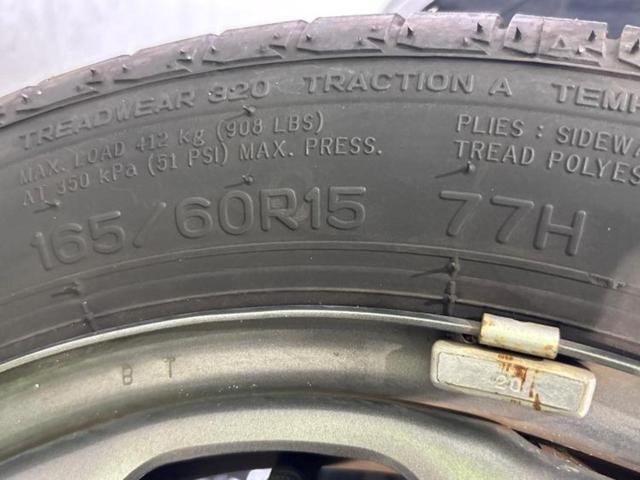 TREADWEAR 320 TRACTION A TEMP
MAX. LOAD 412 kg (908 LBS)
AT 350 kPa (51 PSI) MAX. PRESS.
PLIES : SIDEWA
TREAD POLYES
165/60R15 77H
B T
20